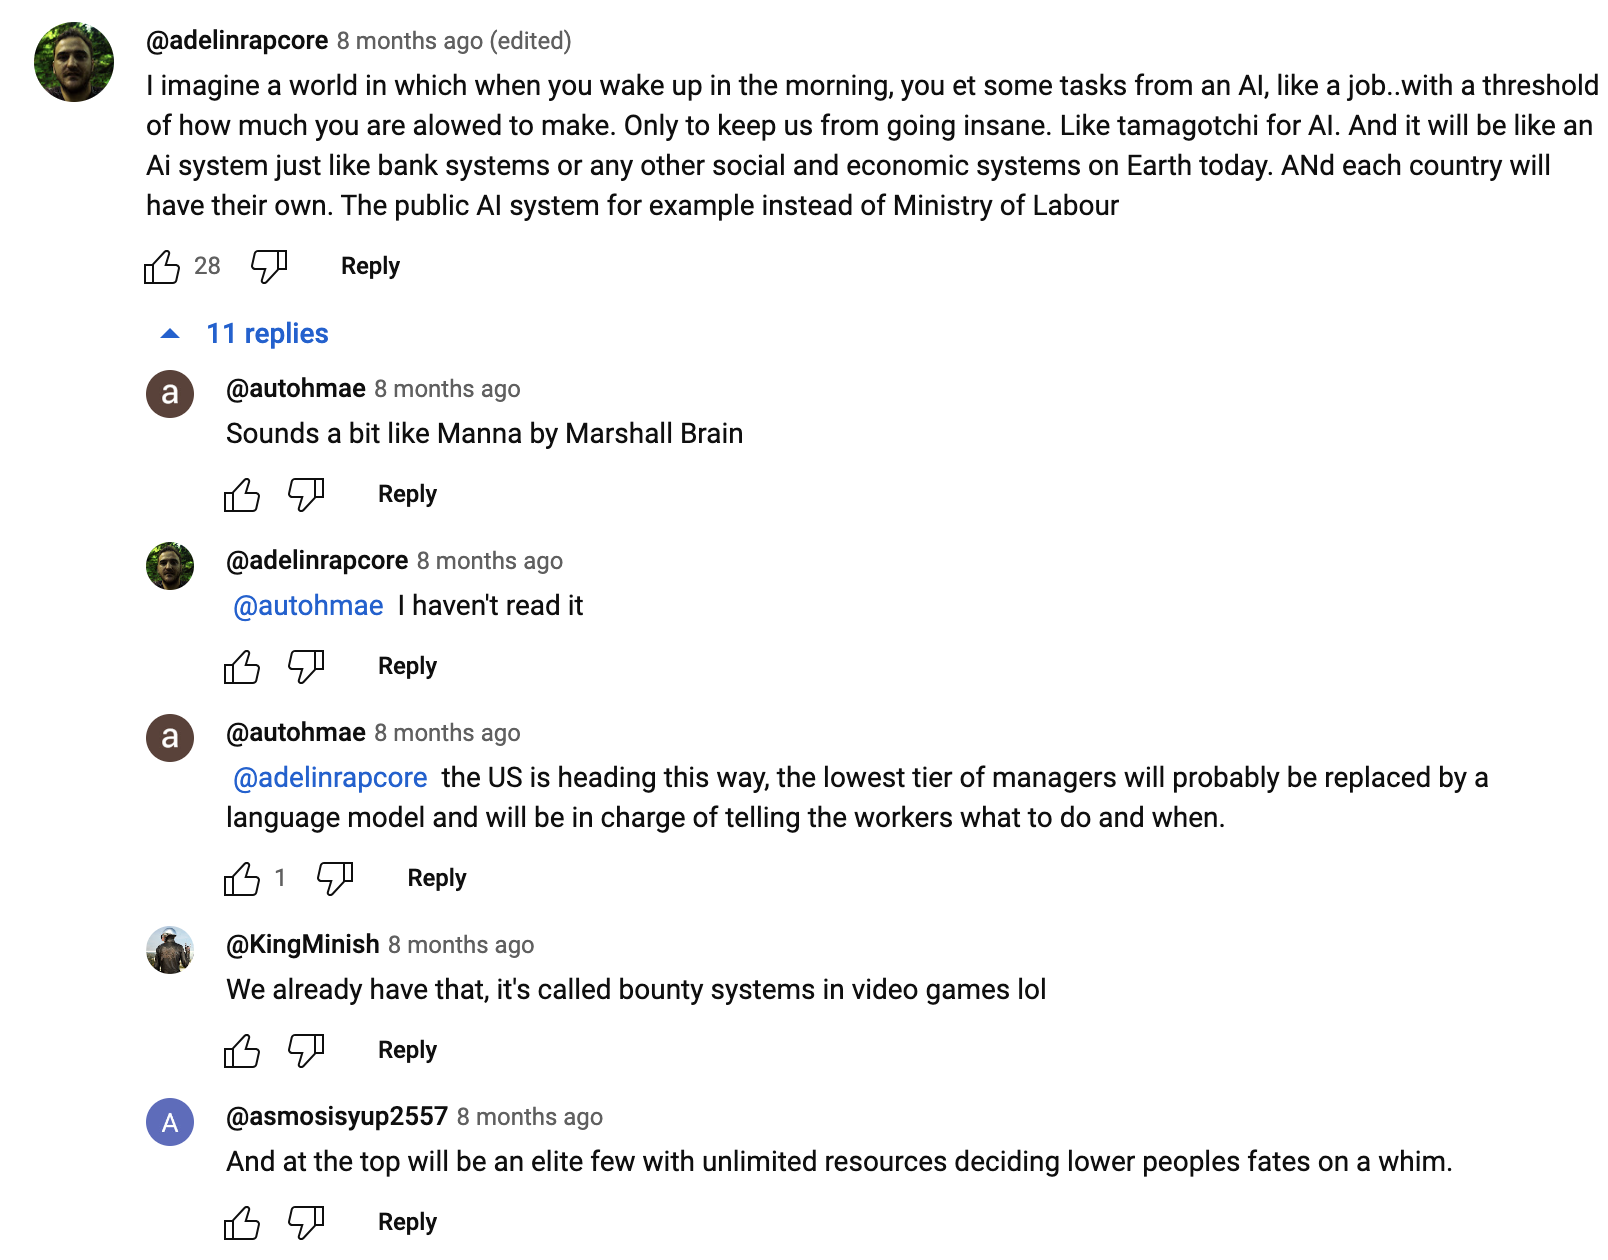 @adelinrapcore 8 months ago (edited)
I imagine a world in which when you wake up in the morning, you et some tasks from an AI, like a job..with a threshold
of how much you are alowed to make. Only to keep us from going insane. Like tamagotchi for AI. And it will be like an
Ai system just like bank systems or any other social and economic systems on Earth today. ANd each country will
have their own. The public AI system for example instead of Ministry of Labour
28 Reply
11 replies
a
@autohmae 8 months ago
Sounds a bit like Manna by Marshall Brain
Reply
@adelinrapcore 8 months ago
@autohmae I haven't read it
Reply
a
@autohmae 8 months ago
@adelinrapcore the US is heading this way, the lowest tier of managers will probably be replaced by a
language model and will be in charge of telling the workers what to do and when.
1 Reply
@KingMinish 8 months ago
We already have that, it's called bounty systems in video games lol
Reply
A
@asmosisyup2557 8 months ago
And at the top will be an elite few with unlimited resources deciding lower peoples fates on a whim.
Reply